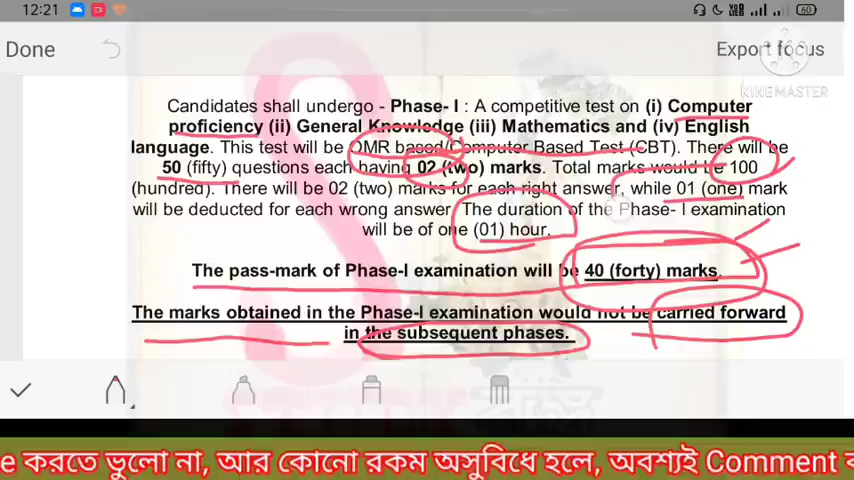 12:21
VoD LTER
60
Done
Export focus
KINEMASTER
Candidates shall undergo - Phase- I : A competitive test on (i) Computer
proficiency (ii) General Knowledge (iii) Mathematics and (iv) English
language. This test will be OMR based/Computer Based Test (CBT). There will be
50 (fifty) questions each having 02 (two) marks. Total marks would be 100
(hundred). There will be 02 (two) marks for each right answer, while 01 (one) mark
will be deducted for each wrong answer. The duration of the Phase- I examination
will be of one (01) hour.
The pass-mark of Phase-I examination will be 40 (forty) marks.
The marks obtained in the Phase-I examination would not be carried forward
in the subsequent phases.
e করতে ভুলো না, আর কোনো রকম অসুবিধে হলে, অবশ্যই Comment ক